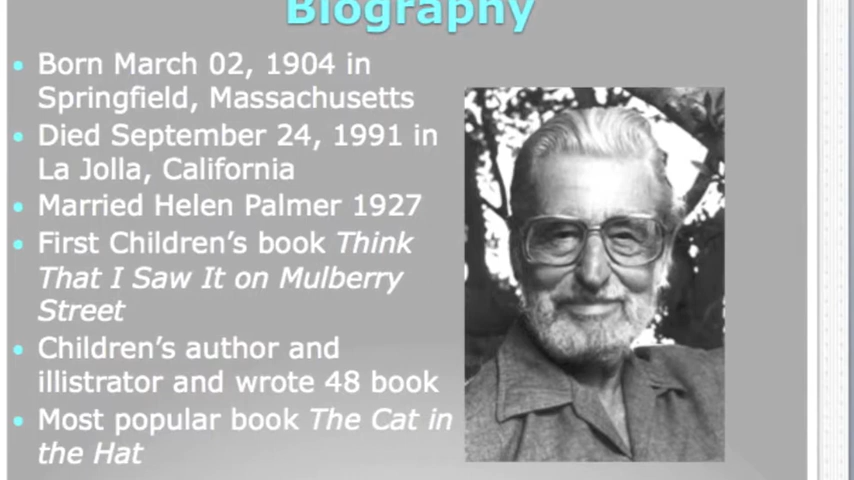 Biography
Born March 02, 1904 in
Springfield, Massachusetts
Died September 24, 1991 in
La Jolla, California
Married Helen Palmer 1927
First Children's book Think
That I Saw It on Mulberry
Street
Children's author and
illistrator and wrote 48 book
Most popular book The Cat in
the Hat